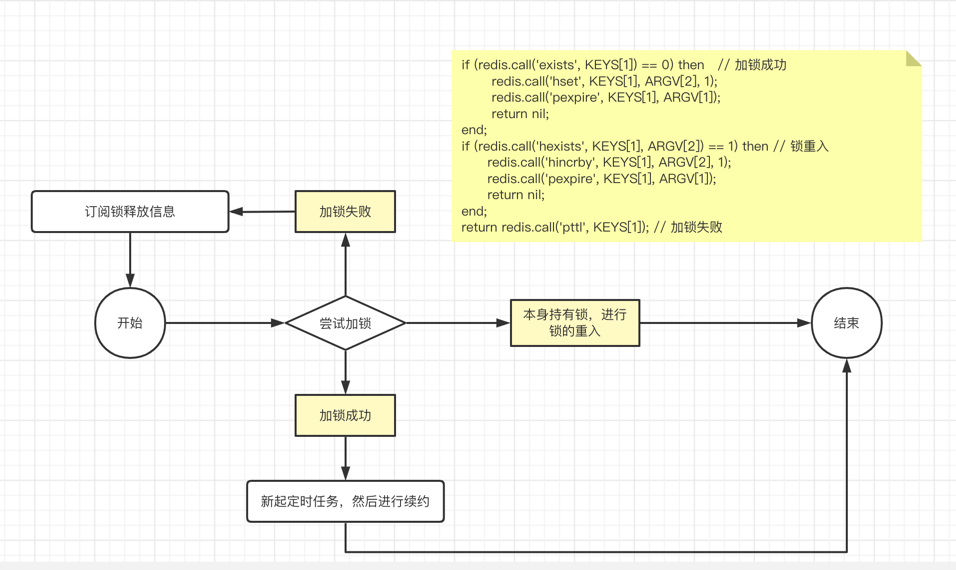 if (redis.call('exists', KEYS[1]) == 0) then   // 加锁成功
redis.call('hset', KEYS[1], ARGV[2], 1);
redis.call('pexpire', KEYS[1], ARGV[1]);
return nil;
end;
if (redis.call('hexists', KEYS[1], ARGV[2]) == 1) then // 锁重入
redis.call('hincrby', KEYS[1], ARGV[2], 1);
redis.call('pexpire', KEYS[1], ARGV[1]);
return nil;
end;
return redis.call('pttl', KEYS[1]); // 加锁失败
订阅锁释放信息
加锁失败
开始
尝试加锁
本身持有锁，进行
锁的重入
结束
加锁成功
新起定时任务，然后进行续约